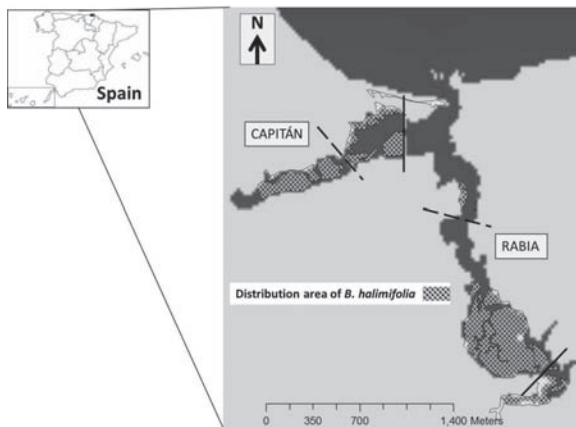 Spain
N
CAPITÁN
RABIA
Distribution area of B. halimifolia
0 350 700 1,400 Meters